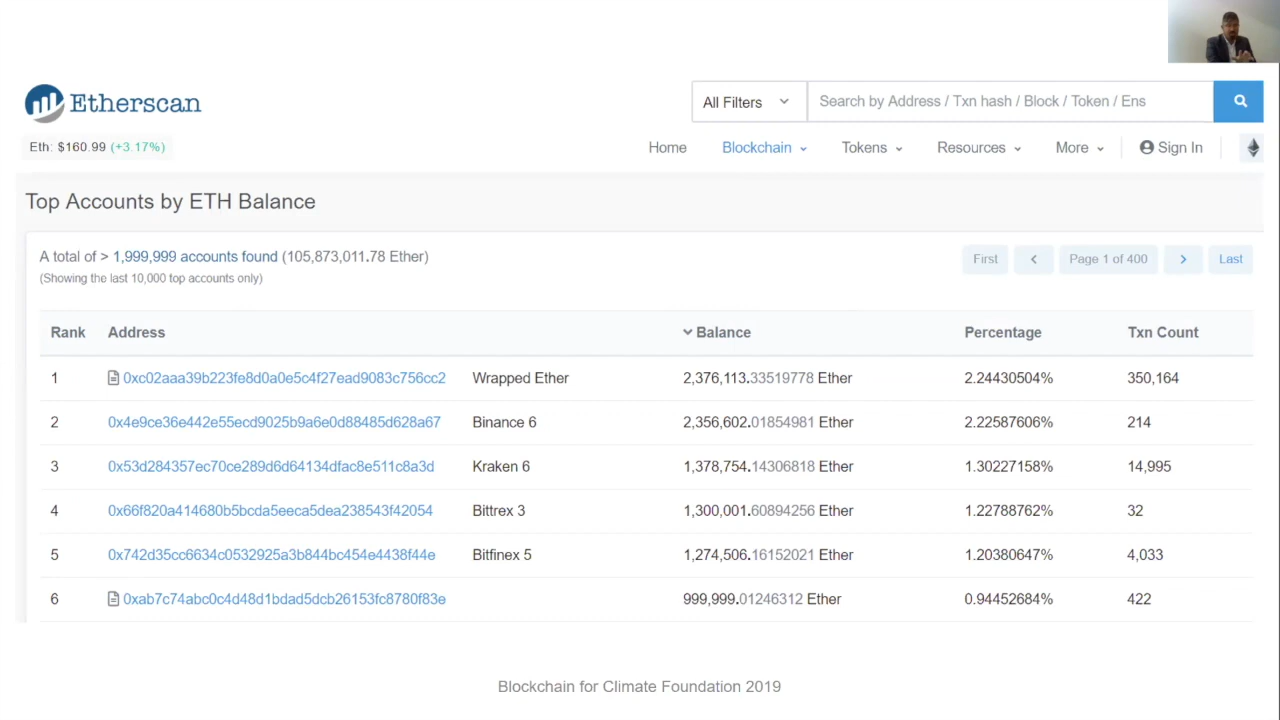 Etherscan
All Filters
Search by Address / Txn hash / Block / Token / Ens
Eth: $160.99 (+3.17%)
Home Blockchain Tokens Resources More Sign In
Top Accounts by ETH Balance
A total of > 1,999,999 accounts found (105,873,011.78 Ether)
(Showing the last 10,000 top accounts only)
First Page 1 of 400 Last
Rank Address Balance Percentage Txn Count
1 0xc02aaa39b223fe8d0a0e5c4f27ead9083c756cc2 Wrapped Ether 2,376,113.33519778 Ether 2.24430504% 350,164
2 0x4e9ce36e442e55ecd9025b9a6e0d88485d628a67 Binance 6 2,356,602.01854981 Ether 2.22587606% 214
3 0x53d284357ec70ce289d6d64134dfac8e511c8a3d Kraken 6 1,378,754.14306818 Ether 1.30227158% 14,995
4 0x66f820a414680b5bcda5eeca5dea238543f42054 Bittrex 3 1,300,001.60894256 Ether 1.22788762% 32
5 0x742d35cc6634c0532925a3b844bc454e4438f44e Bitfinex 5 1,274,506.16152021 Ether 1.20380647% 4,033
6 0xab7c74abc0c4d48d1bdad5dcb26153fc8780f83e 999,999.01246312 Ether 0.94452684% 422
Blockchain for Climate Foundation 2019